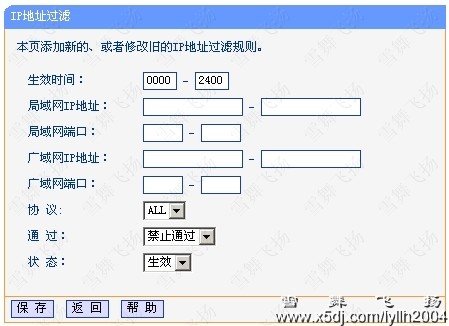 IP地址过滤
本页添加新的、或者修改旧的IP地址过滤规则。
生效时间： 0000 - 2400
局域网IP地址： -
局域网端口： -
广域网IP地址： -
广域网端口： -
协 议： ALL
通 过： 禁止通过
状 态： 生效
保 存 返 回 帮 助
雪 舞 飞 扬
www.x5dj.com/lyllh2004